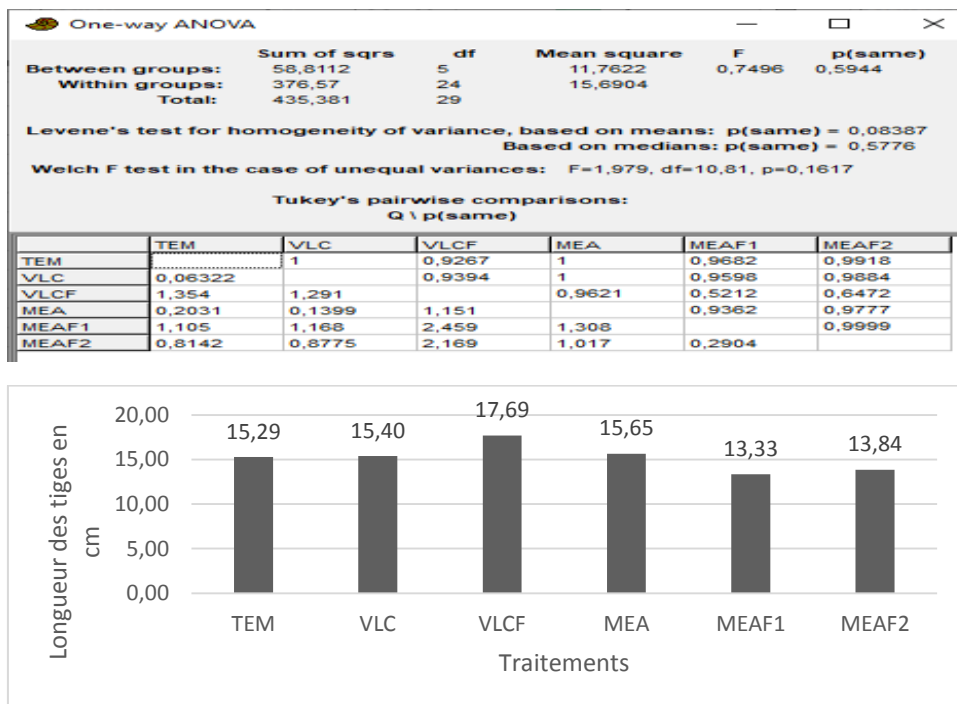 One-way ANOVA
Sum of sqrs df Mean square F p(same)
Between groups: 58,8112 5 11,7622 0,7496 0,5944
Within groups: 376,57 24 15,6904
Total: 435,381 29
Levene's test for homogeneity of variance, based on means: p(same) = 0,08387
Based on medians: p(same) = 0,5776
Welch F test in the case of unequal variances: F=1,979, df=10,81, p=0,1617
Tukey's pairwise comparisons:
Q \ p(same)
TEM VLC VLCF MEA MEAF1 MEAF2
TEM 1 0,9267 1 0,9682 0,9918
VLC 0,06322 0,9394 1 0,9598 0,9884
VLCF 1,354 1,291 0,9621 0,5212 0,6472
MEA 0,2031 0,1399 1,151 0,9362 0,9777
MEAF1 1,105 1,168 2,459 1,308 0,9999
MEAF2 0,8142 0,8775 2,169 1,017 0,2904
Longueur des tiges en
cm
20,00
15,00
10,00
5,00
0,00
15,29 15,40 17,69 15,65 13,33 13,84
TEM VLC VLCF MEA MEAF1 MEAF2
Traitements